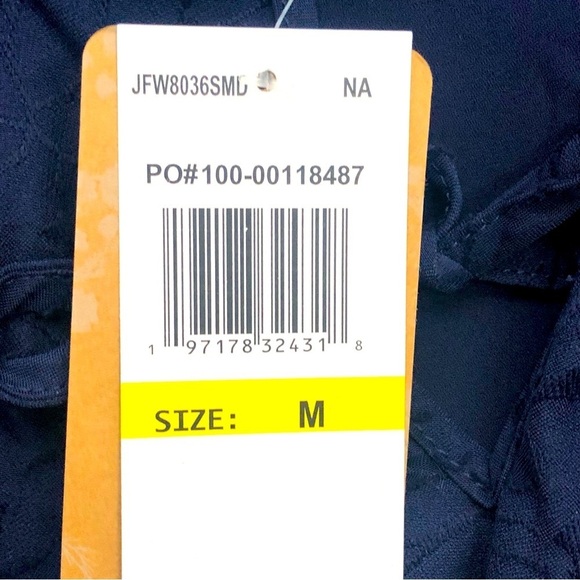 JFW8036SMD NA
PO#100-00118487
1 97178 32431 8
SIZE: M